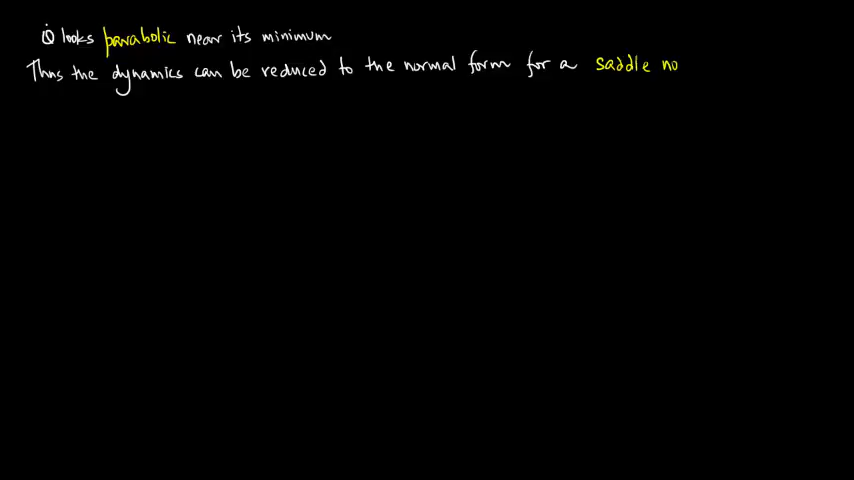 θ̇ looks parabolic near its minimum
Thus the dynamics can be reduced to the normal form for a saddle no